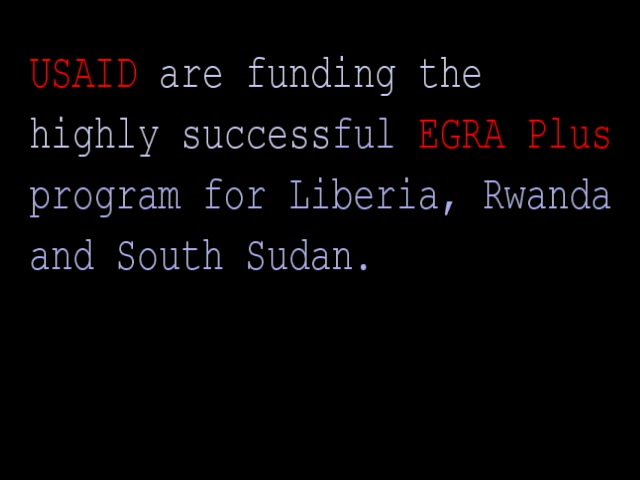 USAID are funding the
highly successful EGRA Plus
program for Liberia, Rwanda
and South Sudan.